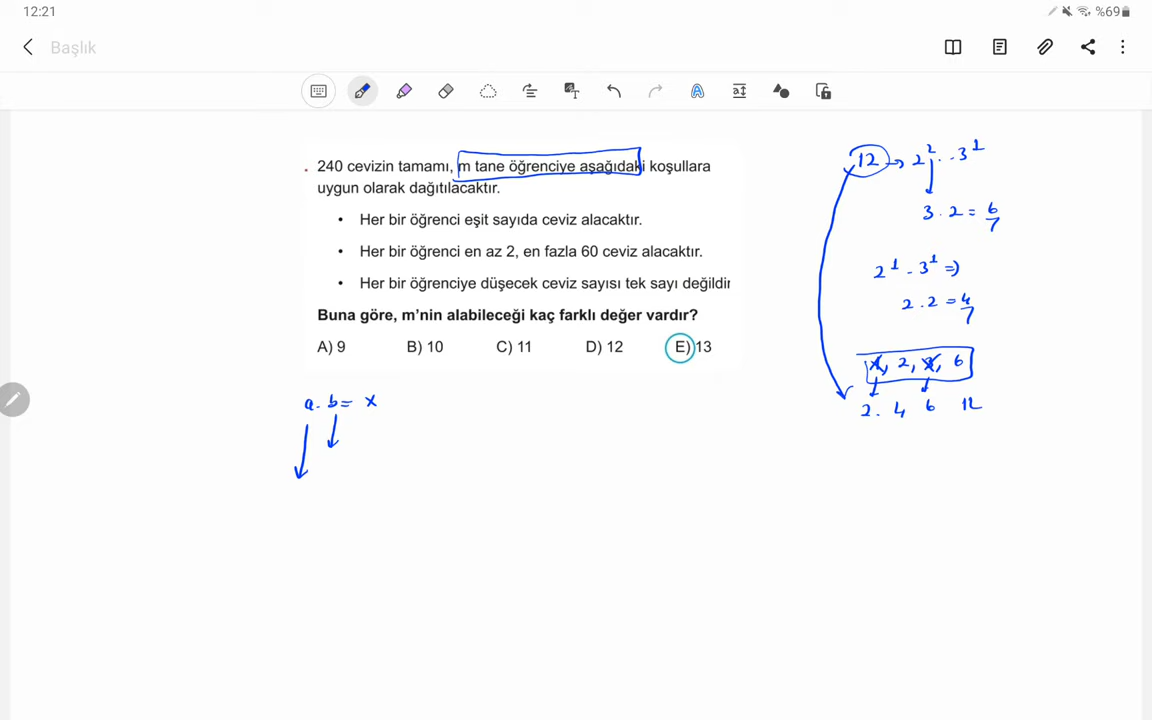 12:21
%69
Başlık
. 240 cevizin tamamı, m tane öğrenciye aşağıdaki koşullara
uygun olarak dağıtılacaktır.
• Her bir öğrenci eşit sayıda ceviz alacaktır.
• Her bir öğrenci en az 2, en fazla 60 ceviz alacaktır.
• Her bir öğrenciye düşecek ceviz sayısı tek sayı değildir
Buna göre, m’nin alabileceği kaç farklı değer vardır?
A) 9 B) 10 C) 11 D) 12 E) 13
a. b = x
12 → 2² . 3¹
3 . 2 = 6
2¹ . 3¹ ⇒
2 . 2 = 4
1, 2, 3, 6
2. 4 6 12